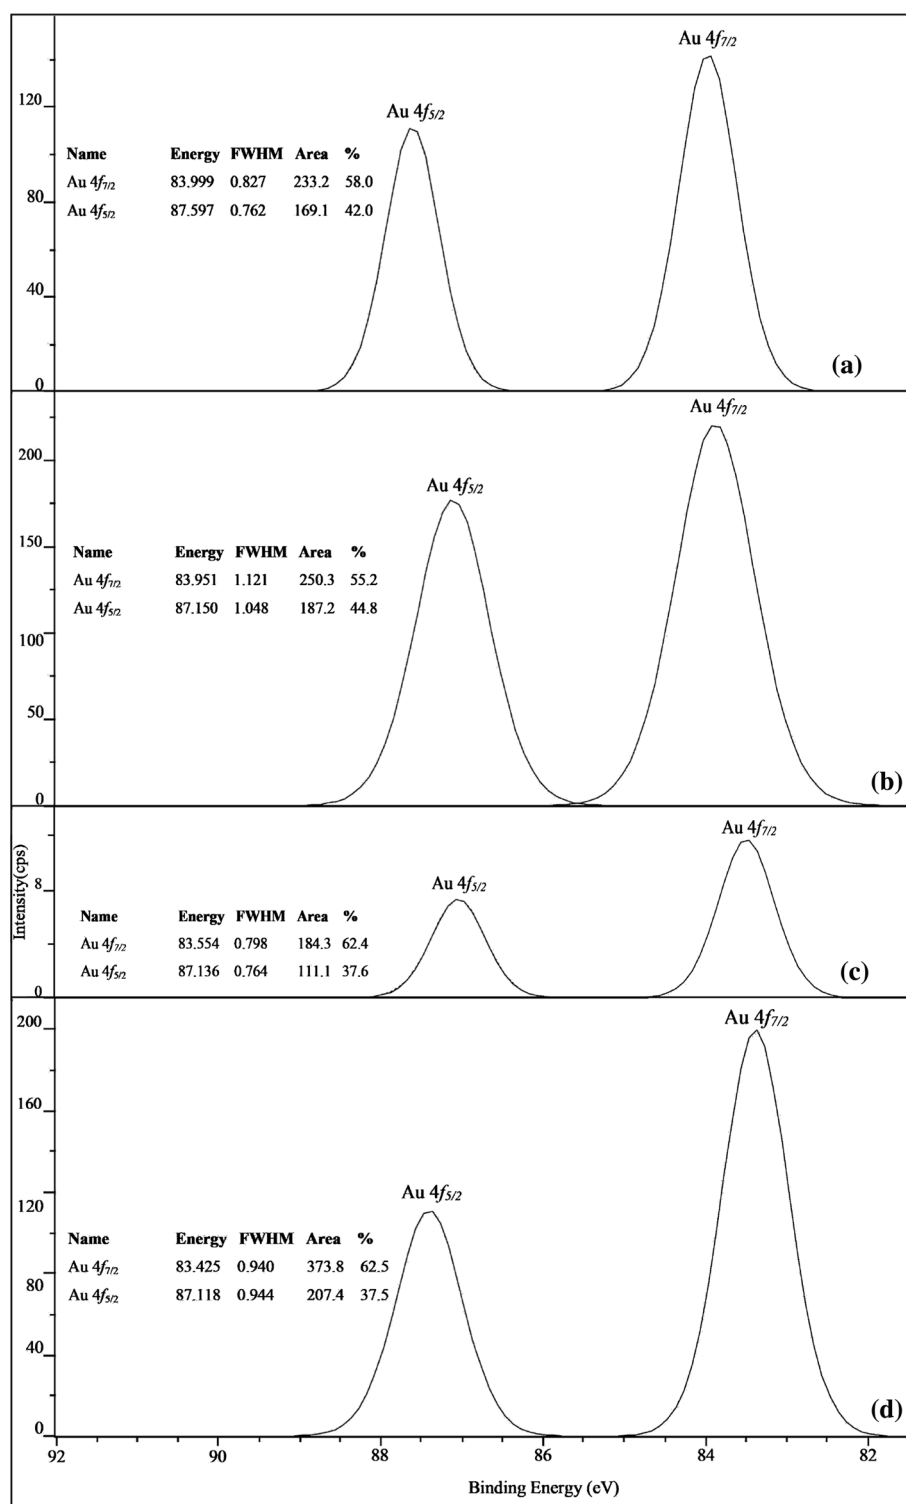 Au 4f7/2
Au 4f5/2
120
80
40
0
Name Energy FWHM Area %
Au 4f7/2 83.999 0.827 233.2 58.0
Au 4f5/2 87.597 0.762 169.1 42.0
(a)
Au 4f7/2
Au 4f5/2
200
150
100
50
0
Name Energy FWHM Area %
Au 4f7/2 83.951 1.121 250.3 55.2
Au 4f5/2 87.150 1.048 187.2 44.8
(b)
Intensity(cps)
Au 4f7/2
Au 4f5/2
8
0
Name Energy FWHM Area %
Au 4f7/2 83.554 0.798 184.3 62.4
Au 4f5/2 87.136 0.764 111.1 37.6
(c)
Au 4f7/2
Au 4f5/2
200
160
120
80
40
0
Name Energy FWHM Area %
Au 4f7/2 83.425 0.940 373.8 62.5
Au 4f5/2 87.118 0.944 207.4 37.5
(d)
92 90 88 86 84 82
Binding Energy (eV)